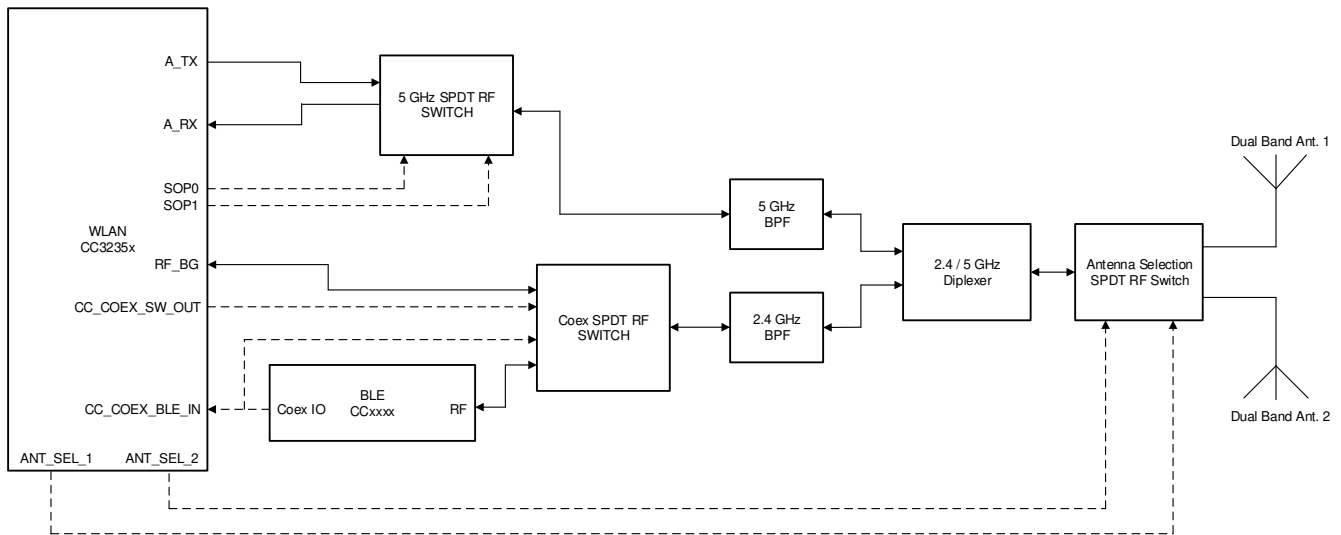 A_TX
A_RX
SOP0
SOP1
WLAN
CC3235x
RF_BG
CC_COEX_SW_OUT
CC_COEX_BLE_IN
ANT_SEL_1
ANT_SEL_2
5 GHz SPDT RF
SWITCH
Coex SPDT RF
SWITCH
Coex IO
BLE
CCxxxx
RF
5 GHz
BPF
2.4 GHz
BPF
2.4 / 5 GHz
Diplexer
Antenna Selection
SPDT RF Switch
Dual Band Ant. 1
Dual Band Ant. 2